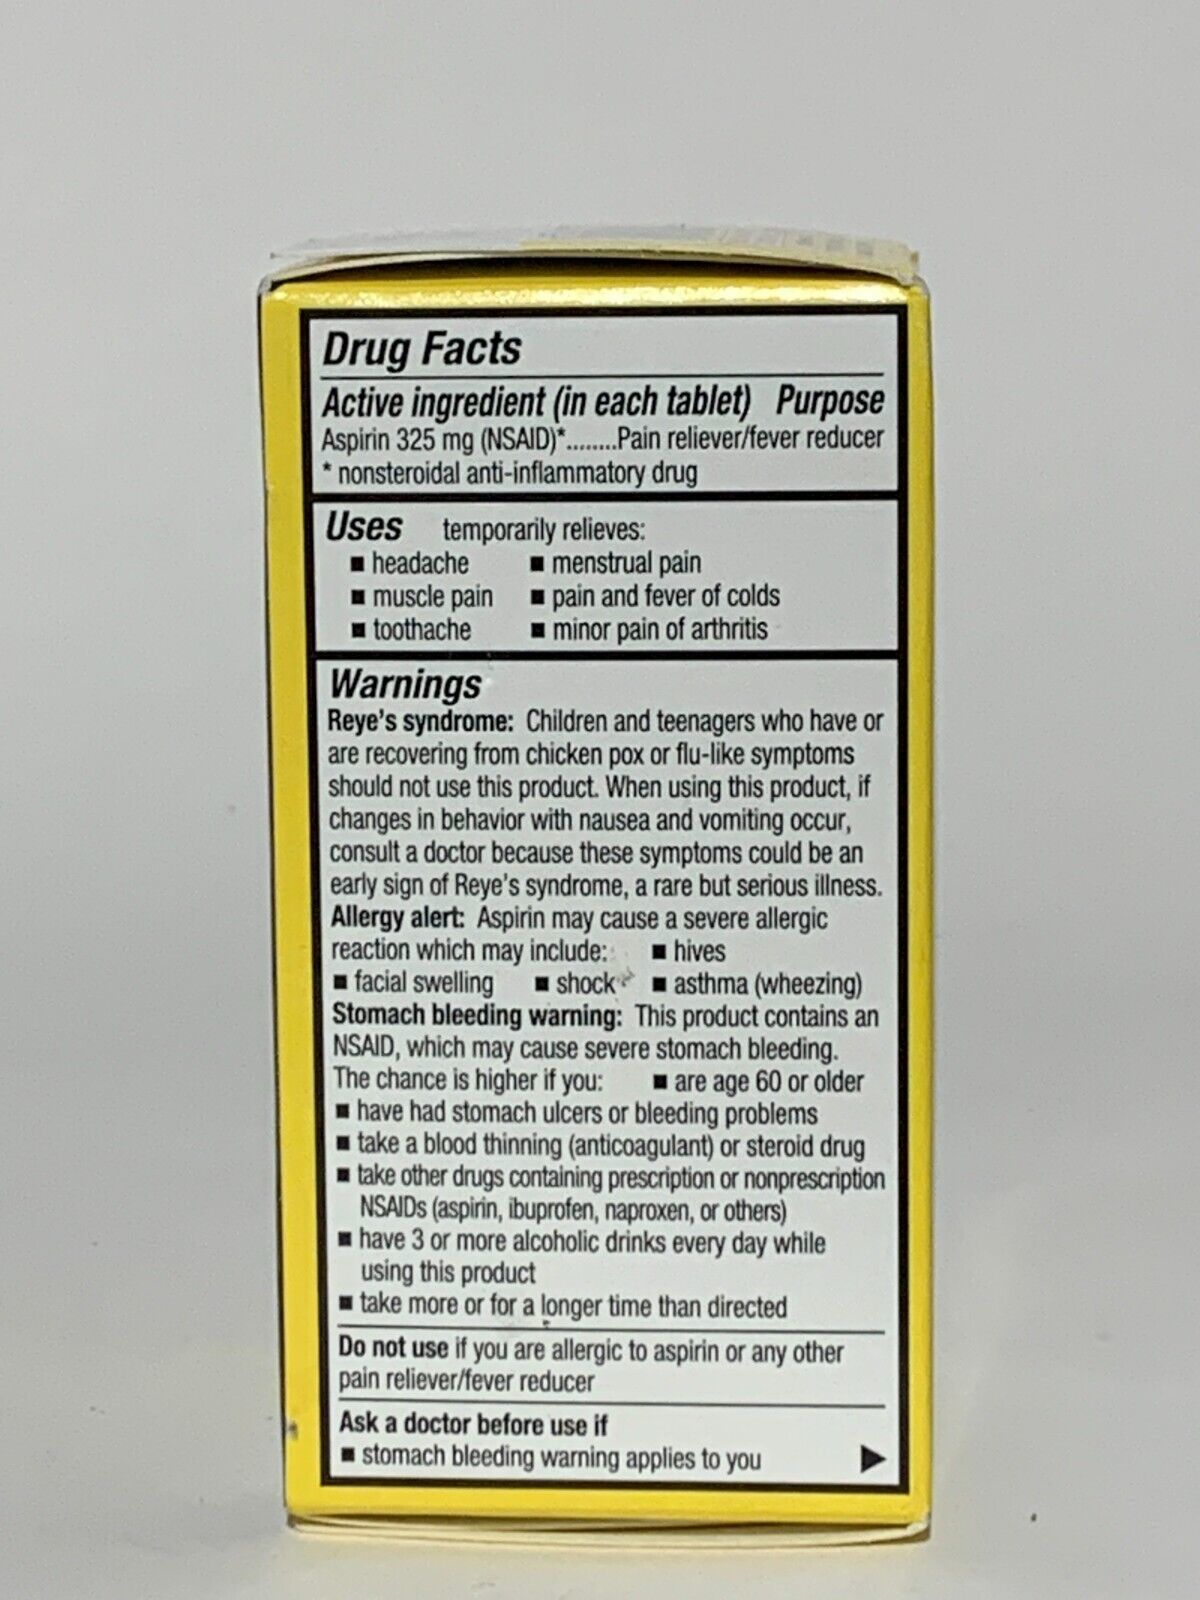 Drug Facts
Active ingredient (in each tablet) Purpose
Aspirin 325 mg (NSAID)*........Pain reliever/fever reducer
* nonsteroidal anti-inflammatory drug
Uses temporarily relieves:
■ headache ■ menstrual pain
■ muscle pain ■ pain and fever of colds
■ toothache ■ minor pain of arthritis
Warnings
Reye's syndrome: Children and teenagers who have or
are recovering from chicken pox or flu-like symptoms
should not use this product. When using this product, if
changes in behavior with nausea and vomiting occur,
consult a doctor because these symptoms could be an
early sign of Reye's syndrome, a rare but serious illness.
Allergy alert: Aspirin may cause a severe allergic
reaction which may include: ■ hives
■ facial swelling ■ shock ■ asthma (wheezing)
Stomach bleeding warning: This product contains an
NSAID, which may cause severe stomach bleeding.
The chance is higher if you: ■ are age 60 or older
■ have had stomach ulcers or bleeding problems
■ take a blood thinning (anticoagulant) or steroid drug
■ take other drugs containing prescription or nonprescription
NSAIDs (aspirin, ibuprofen, naproxen, or others)
■ have 3 or more alcoholic drinks every day while
using this product
■ take more or for a longer time than directed
Do not use if you are allergic to aspirin or any other
pain reliever/fever reducer
Ask a doctor before use if
■ stomach bleeding warning applies to you ▶